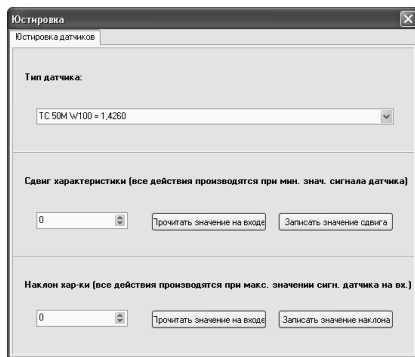 Юстировка
Юстировка датчиков
Тип датчика:
ТС 50М W100 = 1,4260
Сдвиг характеристики (все действия производятся при мин. знач. сигнала датчика)
0
Прочитать значение на входе
Записать значение сдвига
Наклон хар-ки (все действия производятся при макс. значении сигн. датчика на вх.)
0
Прочитать значение на входе
Записать значение наклона